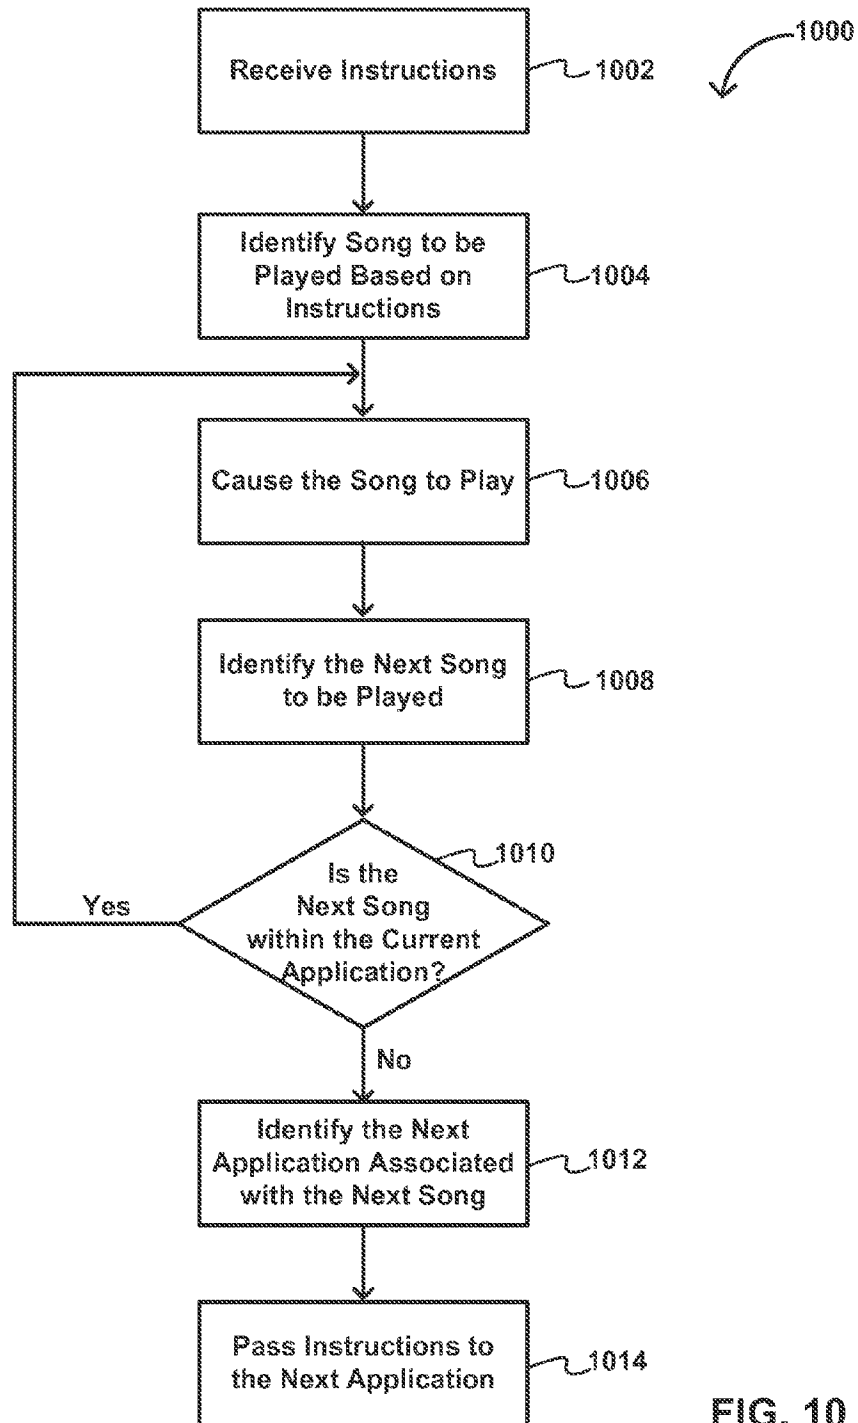 1000
Receive Instructions
1002
Identify Song to be
Played Based on
Instructions
1004
Cause the Song to Play
1006
Identify the Next Song
to be Played
1008
1010
Is the
Next Song
within the Current
Application?
Yes
No
Identify the Next
Application Associated
with the Next Song
1012
Pass Instructions to
the Next Application
1014
FIG. 10